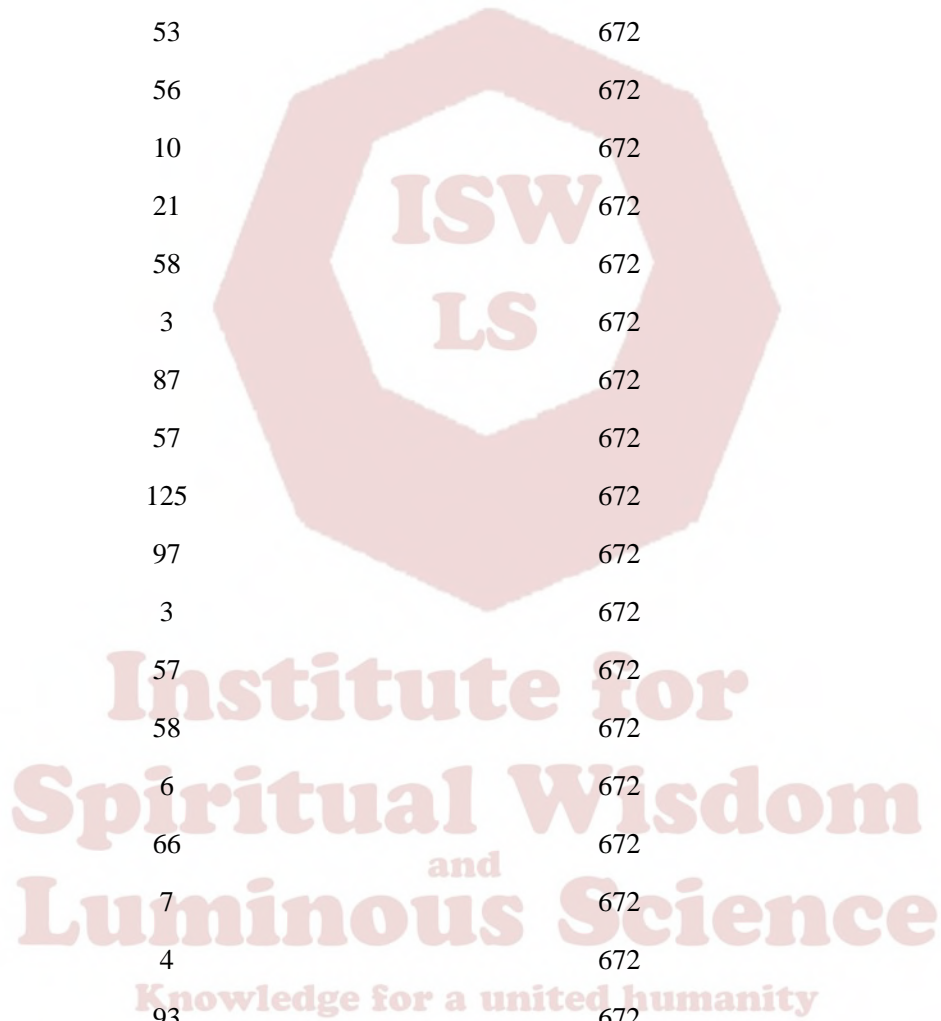 53 672
56 672
10 672
21 672
ISW
58 672
LS
3 672
87 672
57 672
125 672
97 672
3 672
57 672
Institute for
58 672
6 672
Spiritual Wisdom
66 672
and
7 672
Luminous Science
4 672
Knowledge for a united humanity
93 672